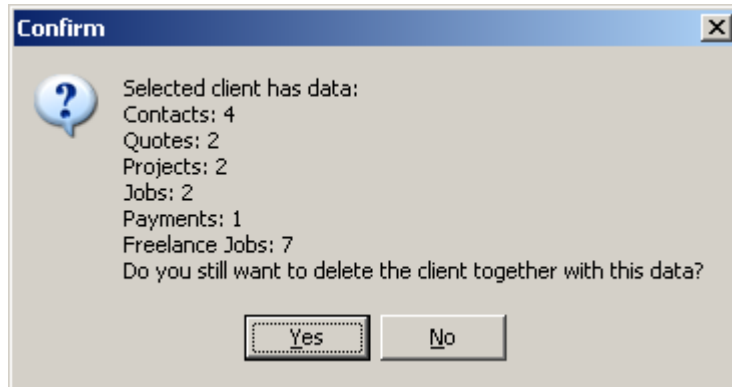 Confirm
Selected client has data:
Contacts: 4
Quotes: 2
Projects: 2
Jobs: 2
Payments: 1
Freelance Jobs: 7
Do you still want to delete the client together with this data?
Yes No